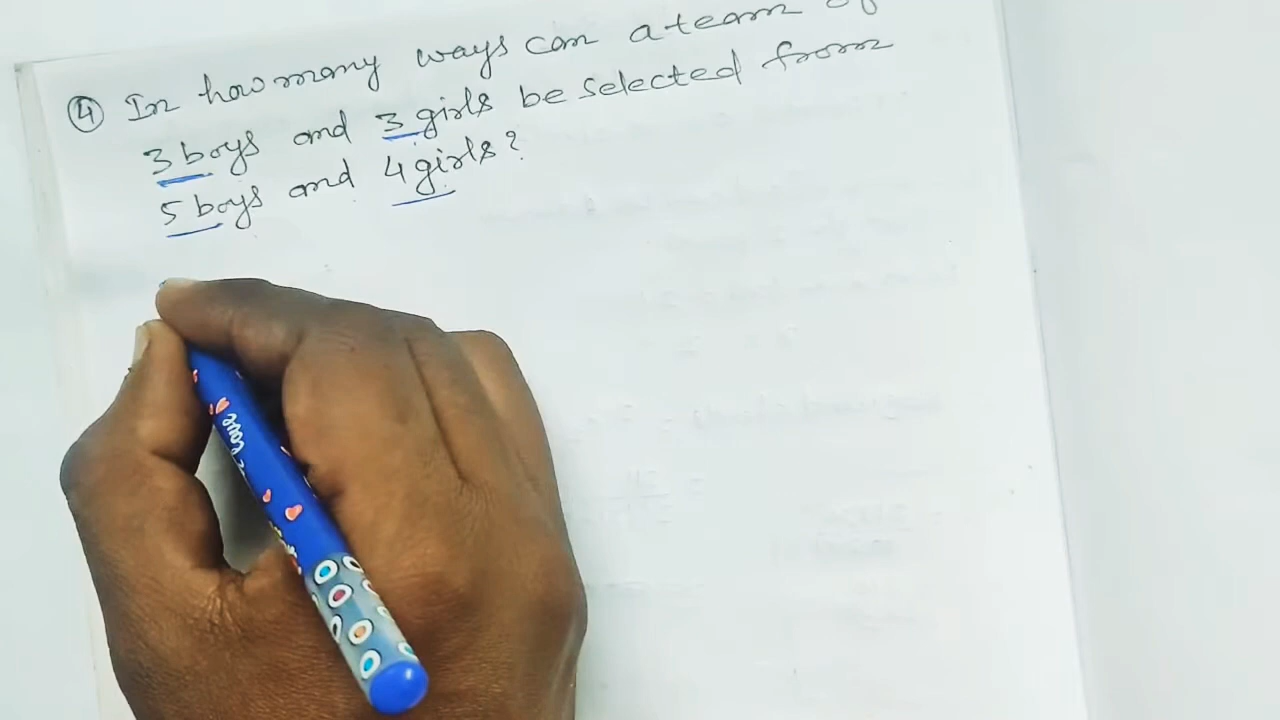 ④ In how many ways can a team of
3 boys and 3 girls be selected from
5 boys and 4 girls?